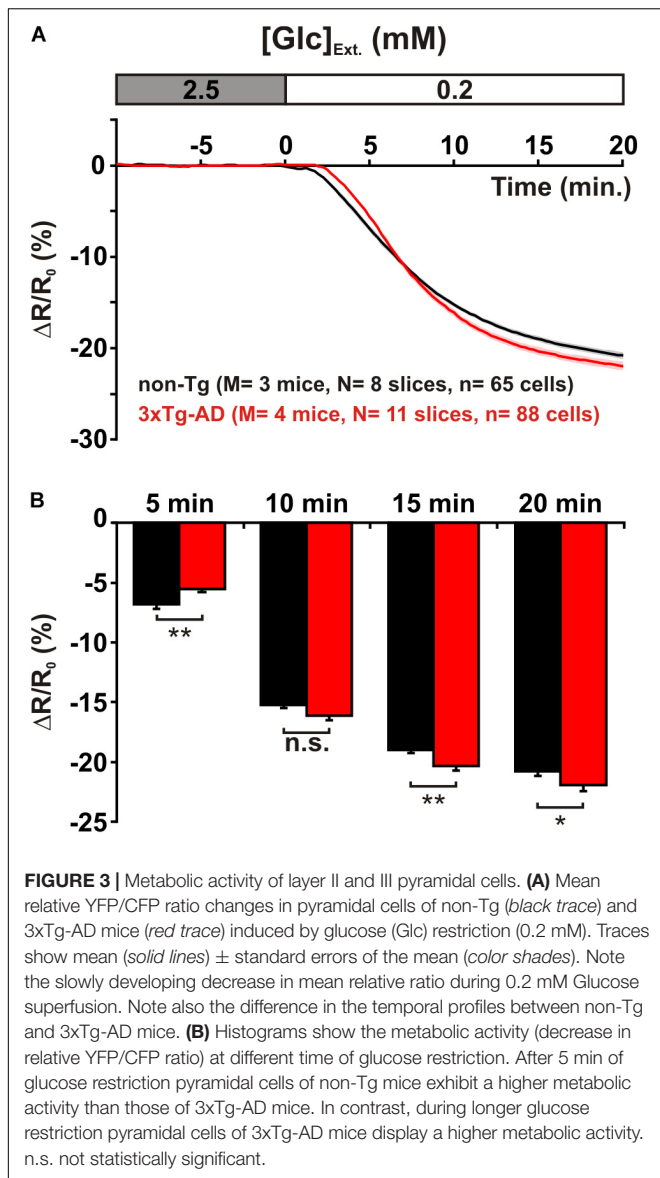 A
[Glc]Ext. (mM)
2.5 0.2
-5 0 5 10 15 20
Time (min.)
0
-10
-20
-30
ΔR/R0 (%)
non-Tg (M= 3 mice, N= 8 slices, n= 65 cells)
3xTg-AD (M= 4 mice, N= 11 slices, n= 88 cells)
B
5 min 10 min 15 min 20 min
0
-5
-10
-15
-20
-25
ΔR/R0 (%)
**
n.s.
**
*
FIGURE 3 | Metabolic activity of layer II and III pyramidal cells. (A) Mean
relative YFP/CFP ratio changes in pyramidal cells of non-Tg (black trace) and
3xTg-AD mice (red trace) induced by glucose (Glc) restriction (0.2 mM). Traces
show mean (solid lines) ± standard errors of the mean (color shades). Note
the slowly developing decrease in mean relative ratio during 0.2 mM Glucose
superfusion. Note also the difference in the temporal profiles between non-Tg
and 3xTg-AD mice. (B) Histograms show the metabolic activity (decrease in
relative YFP/CFP ratio) at different time of glucose restriction. After 5 min of
glucose restriction pyramidal cells of non-Tg mice exhibit a higher metabolic
activity than those of 3xTg-AD mice. In contrast, during longer glucose
restriction pyramidal cells of 3xTg-AD mice display a higher metabolic activity.
n.s. not statistically significant.